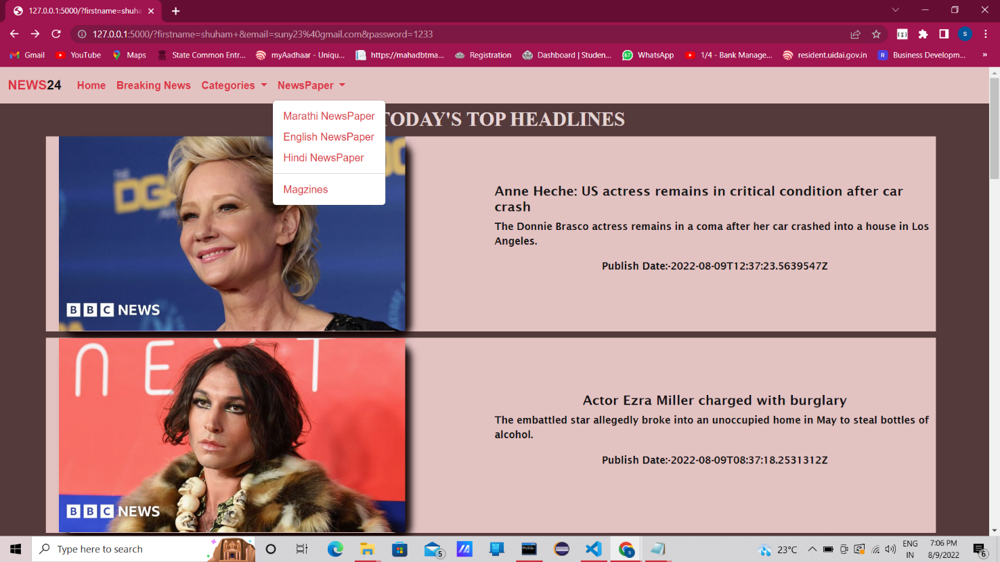 127.0.0.1:5000/?firstname=shuha
127.0.0.1:5000/?firstname=shuham+&email=suny23%40gmail.com&password=1233
S
Gmail YouTube Maps State Common Entr... myAadhaar - Uniqu... https://mahadbtma... Registration Dashboard | Studen... 67 WhatsApp 1/4 - Bank Manage... resident.uidai.gov.in R Business Developm... »
NEWS24 Home Breaking News Categories NewsPaper
Marathi NewsPaper
English NewsPaper
Hindi NewsPaper
Magzines
TODAY'S TOP HEADLINES
THE
DGA
BBC NEWS
Anne Heche: US actress remains in critical condition after car
crash
The Donnie Brasco actress remains in a coma after her car crashed into a house in Los
Angeles.
Publish Date:-2022-08-09T12:37:23.5639547Z
NEXT
BBC NEWS
Actor Ezra Miller charged with burglary
The embattled star allegedly broke into an unoccupied home in May to steal bottles of
alcohol.
Publish Date:-2022-08-09T08:37:18.2531312Z
Type here to search
5
MySQL
S
23°C
ENG
IN
7:06 PM
8/9/2022
6